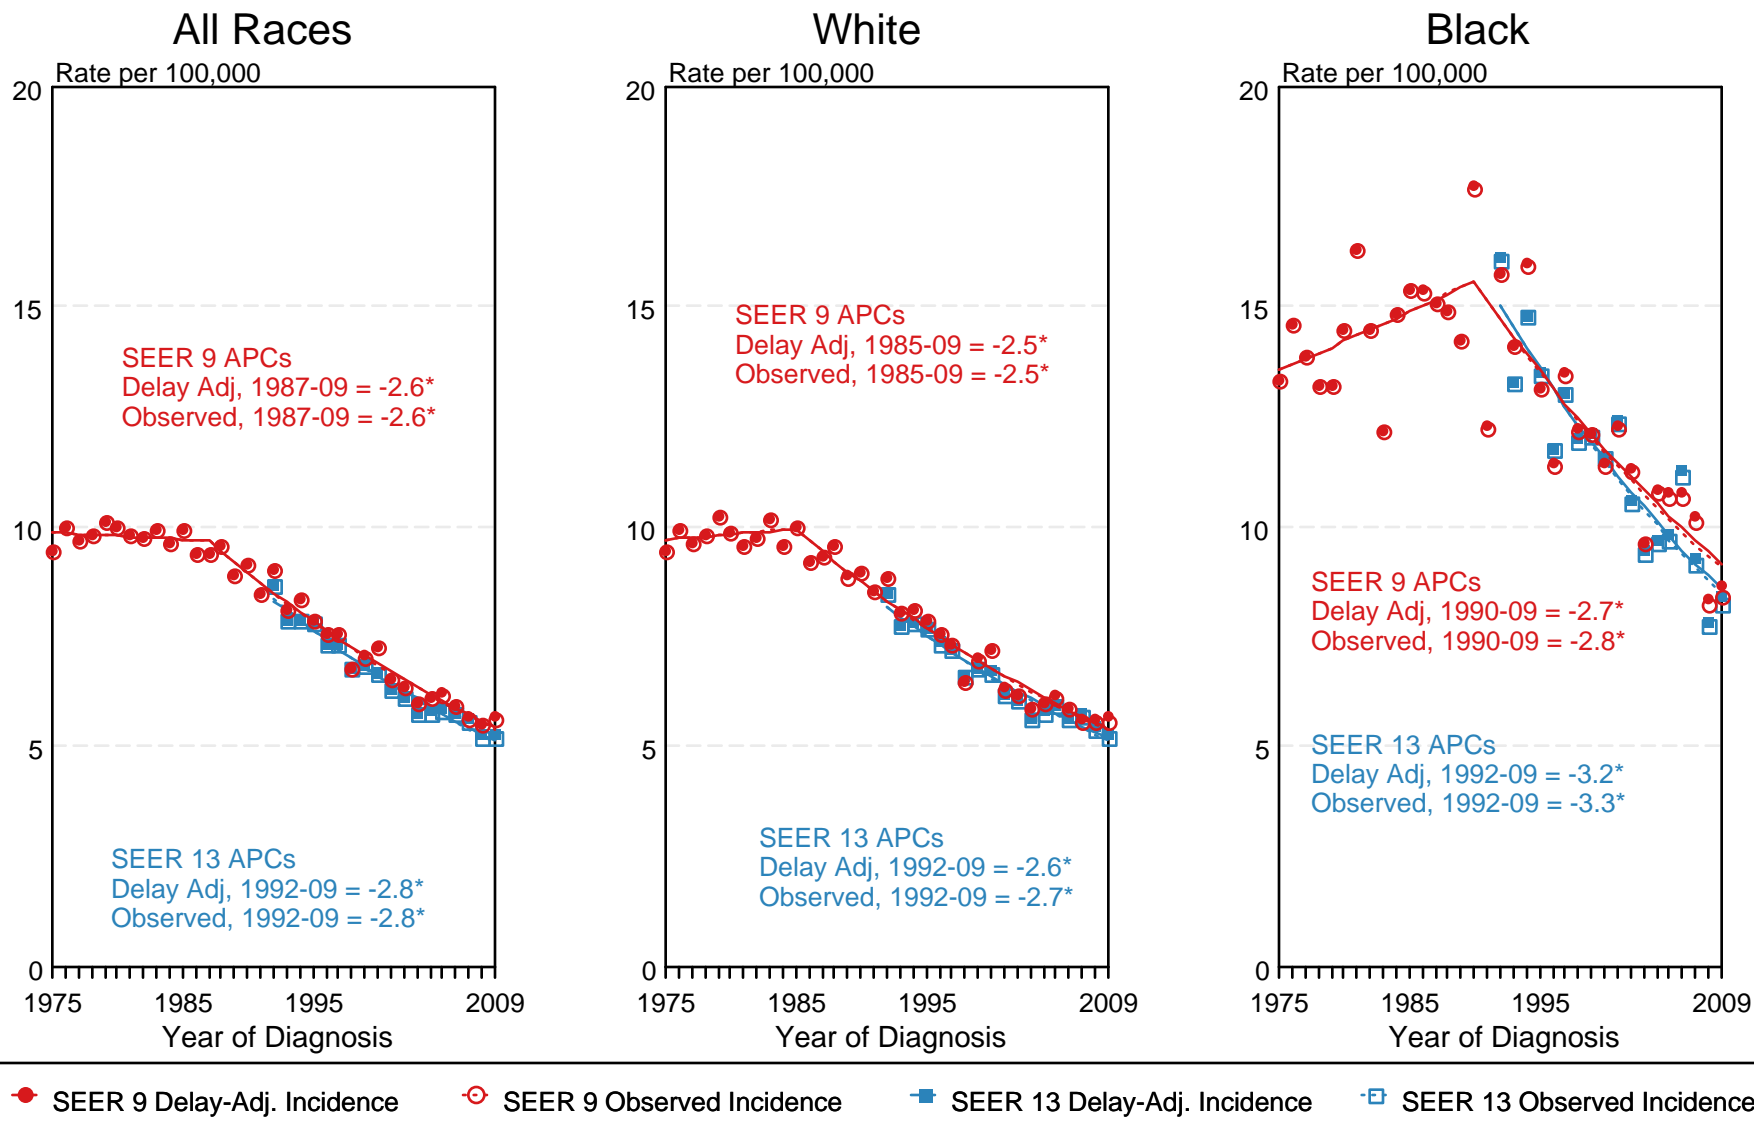 All Races
Rate per 100,000
20
15
10
5
0
SEER 9 APCs
Delay Adj, 1987-09 = -2.6*
Observed, 1987-09 = -2.6*
SEER 13 APCs
Delay Adj, 1992-09 = -2.8*
Observed, 1992-09 = -2.8*
1975 1985 1995 2009
Year of Diagnosis
White
Rate per 100,000
20
15
10
5
0
SEER 9 APCs
Delay Adj, 1985-09 = -2.5*
Observed, 1985-09 = -2.5*
SEER 13 APCs
Delay Adj, 1992-09 = -2.6*
Observed, 1992-09 = -2.7*
1975 1985 1995 2009
Year of Diagnosis
Black
Rate per 100,000
20
15
10
5
0
SEER 9 APCs
Delay Adj, 1990-09 = -2.7*
Observed, 1990-09 = -2.8*
SEER 13 APCs
Delay Adj, 1992-09 = -3.2*
Observed, 1992-09 = -3.3*
1975 1985 1995 2009
Year of Diagnosis
SEER 9 Delay-Adj. Incidence SEER 9 Observed Incidence SEER 13 Delay-Adj. Incidence SEER 13 Observed Incidence